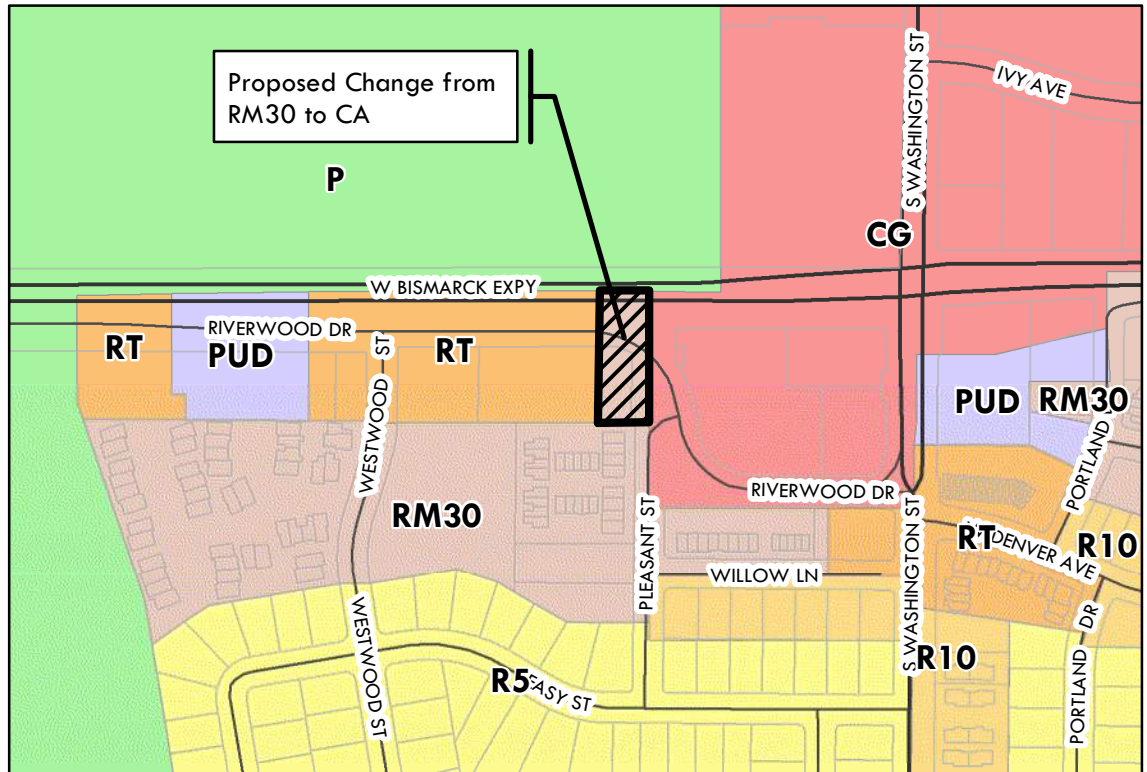 Proposed Change from
RM30 to CA
IVY AVE
S WASHINGTON ST
P
CG
W BISMARCK EXPY
RIVERWOOD DR
RT
PUD
RT
WESTWOOD ST
PUD
RM30
PORTLAND
RIVERWOOD DR
RM30
PLEASANT ST
S WASHINGTON ST
RT
DENVER AVE
R10
WILLOW LN
WESTWOOD ST
R5
EASY ST
R10
PORTLAND DR